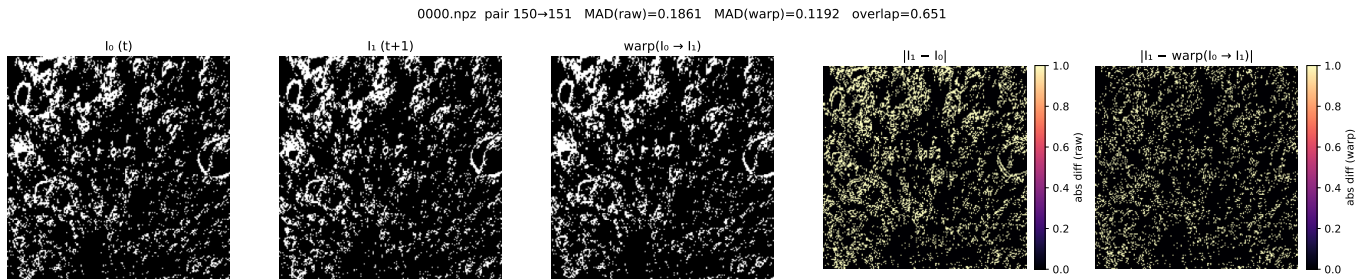 0000.npz  pair 150→151   MAD(raw)=0.1861   MAD(warp)=0.1192   overlap=0.651
I₀ (t)
I₁ (t+1)
warp(I₀ → I₁)
|I₁ − I₀|
|I₁ − warp(I₀ → I₁)|
1.0
0.8
0.6
0.4
0.2
0.0
abs diff (raw)
1.0
0.8
0.6
0.4
0.2
0.0
abs diff (warp)